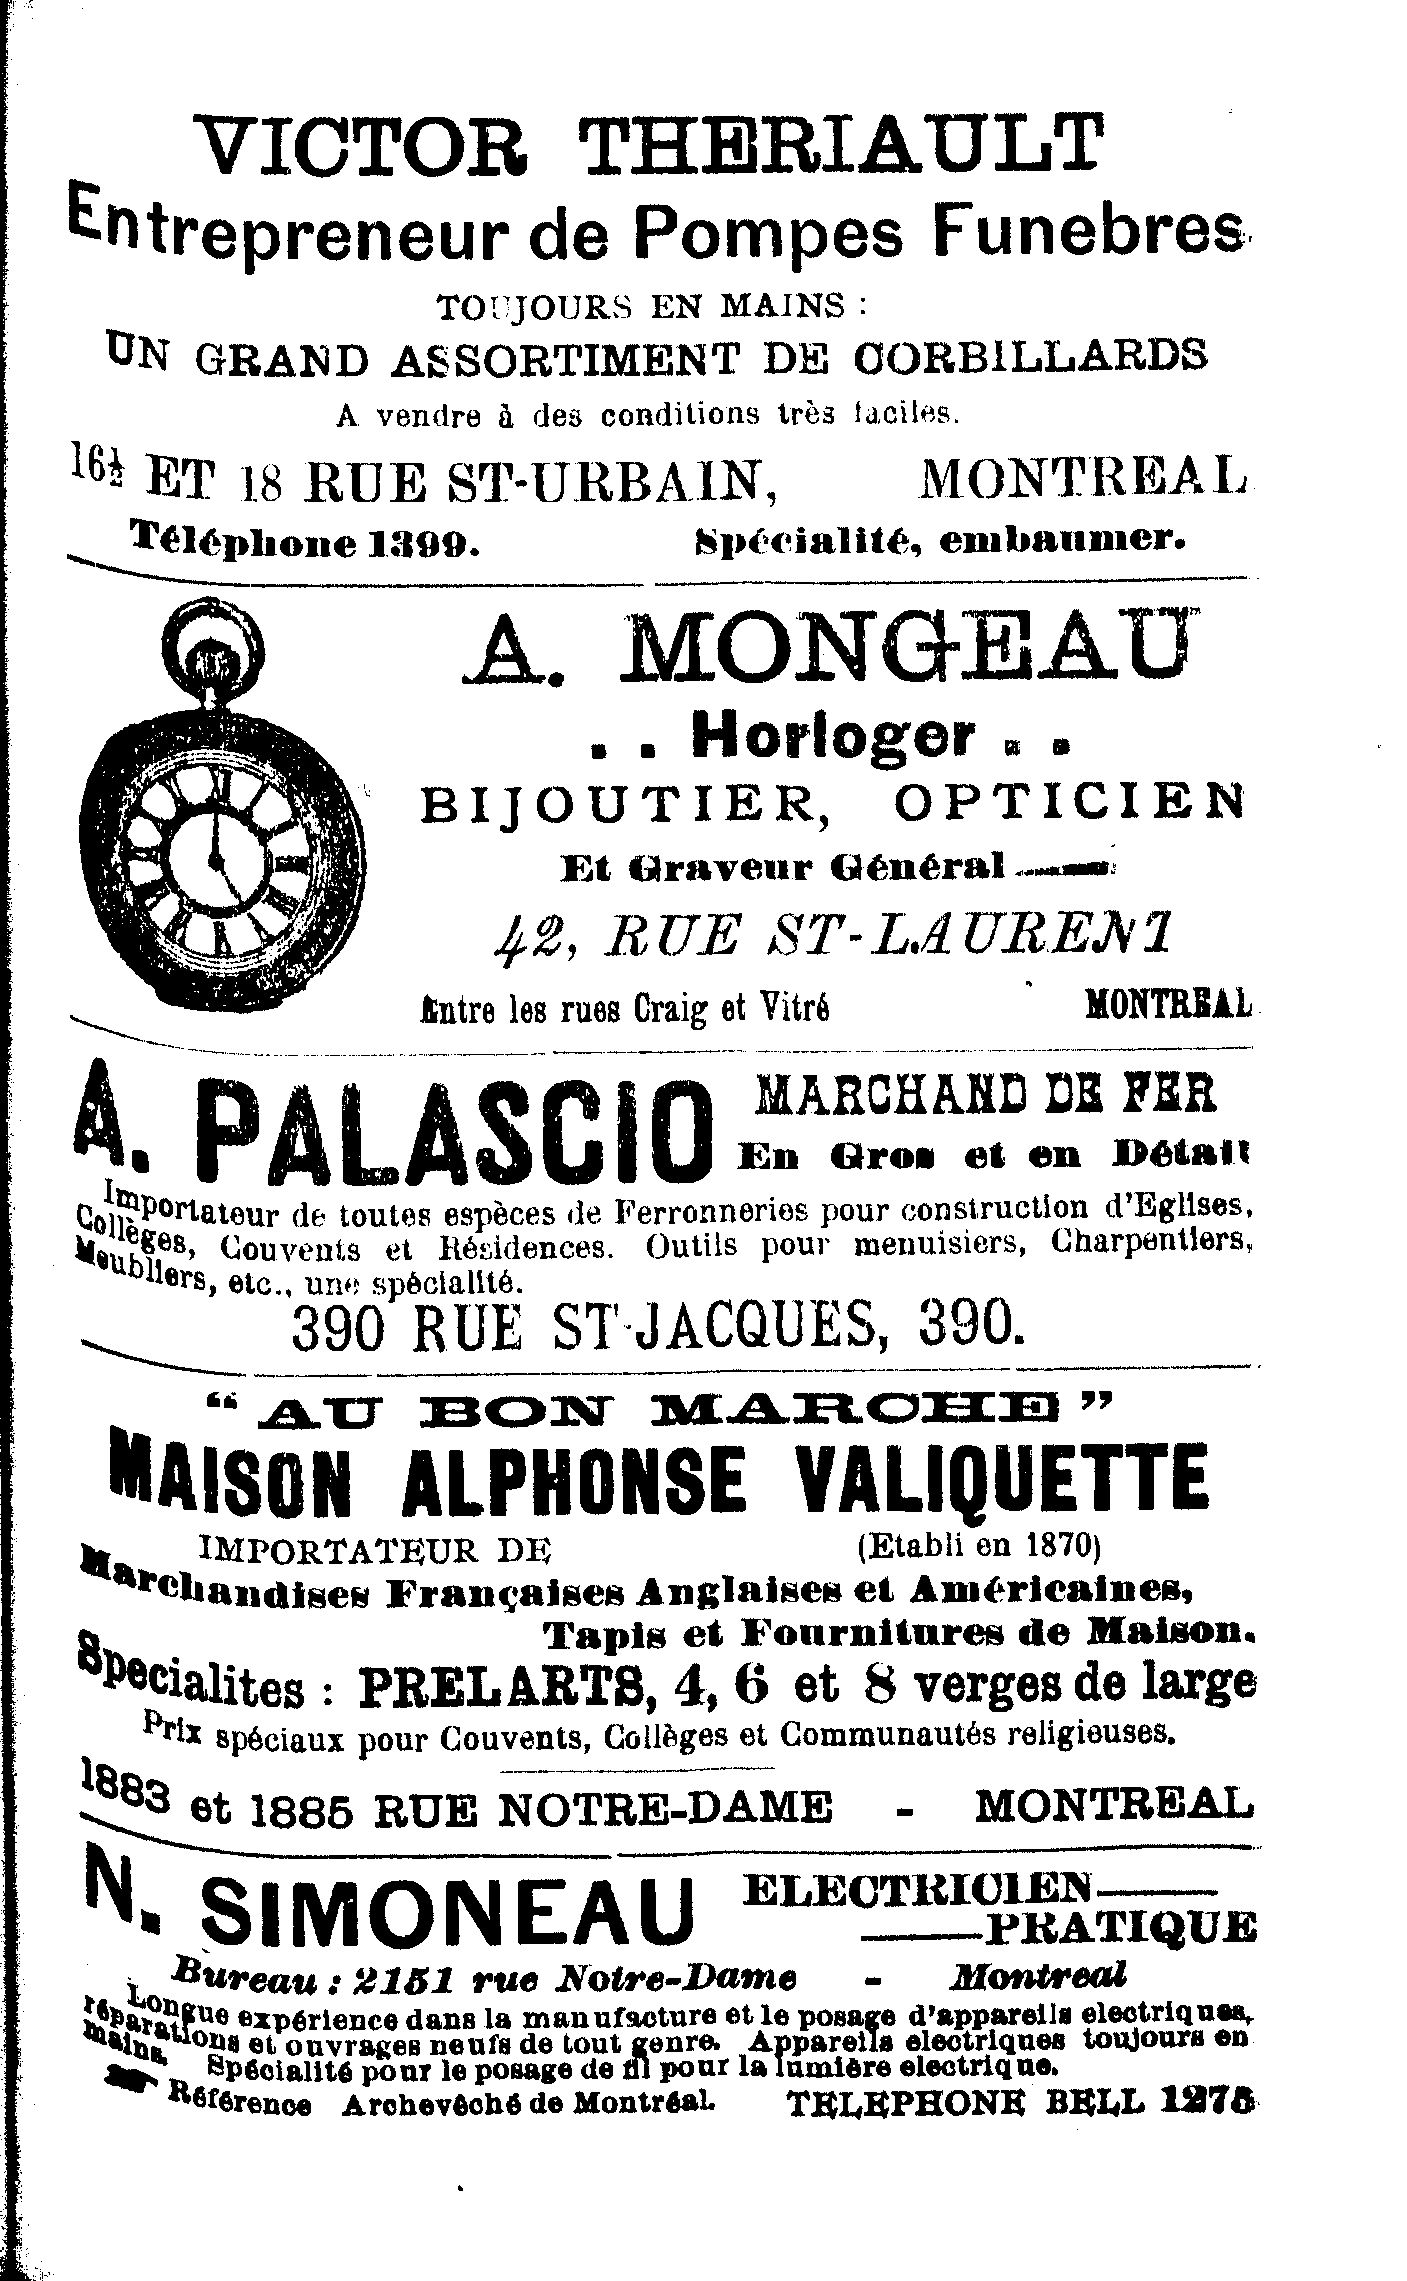 VICTOR THERIAULT
Entrepreneur de Pompes Funebres
TOUJOURS EN MAINS :
UN GRAND ASSORTIMENT DE CORBILLARDS
A vendre à des conditions très faciles.
16½ ET 18 RUE ST-URBAIN, MONTREAL
Téléphone 1399. Spécialité, embaumer.
A. MONGEAU
. . Horloger . .
BIJOUTIER, OPTICIEN
Et Graveur Général
42, RUE ST-LAURENT
Entre les rues Craig et Vitré MONTREAL
A. PALASCIO MARCHAND DE FER
En Gros et en Détail
Importateur de toutes espèces de Ferronneries pour construction d'Eglises,
Collèges, Couvents et Résidences. Outils pour menuisiers, Charpentiers,
Meubliers, etc., une spécialité.
390 RUE ST-JACQUES, 390.
“ AU BON MARCHE ”
MAISON ALPHONSE VALIQUETTE
IMPORTATEUR DE (Etabli en 1870)
Marchandises Françaises Anglaises et Américaines,
Tapis et Fournitures de Maison.
Specialites : PRELARTS, 4, 6 et 8 verges de large
Prix spéciaux pour Couvents, Collèges et Communautés religieuses.
1883 et 1885 RUE NOTRE-DAME - MONTREAL
N. SIMONEAU ELECTRICIEN
PRATIQUE
Bureau : 2151 rue Notre-Dame - Montreal
Longue expérience dans la manufacture et le posage d'appareils electriques,
réparations et ouvrages neufs de tout genre. Appareils electriques toujours en
mains. Spécialité pour le posage de fil pour la lumière electrique.
Référence Archevêché de Montréal. TELEPHONE BELL 1275